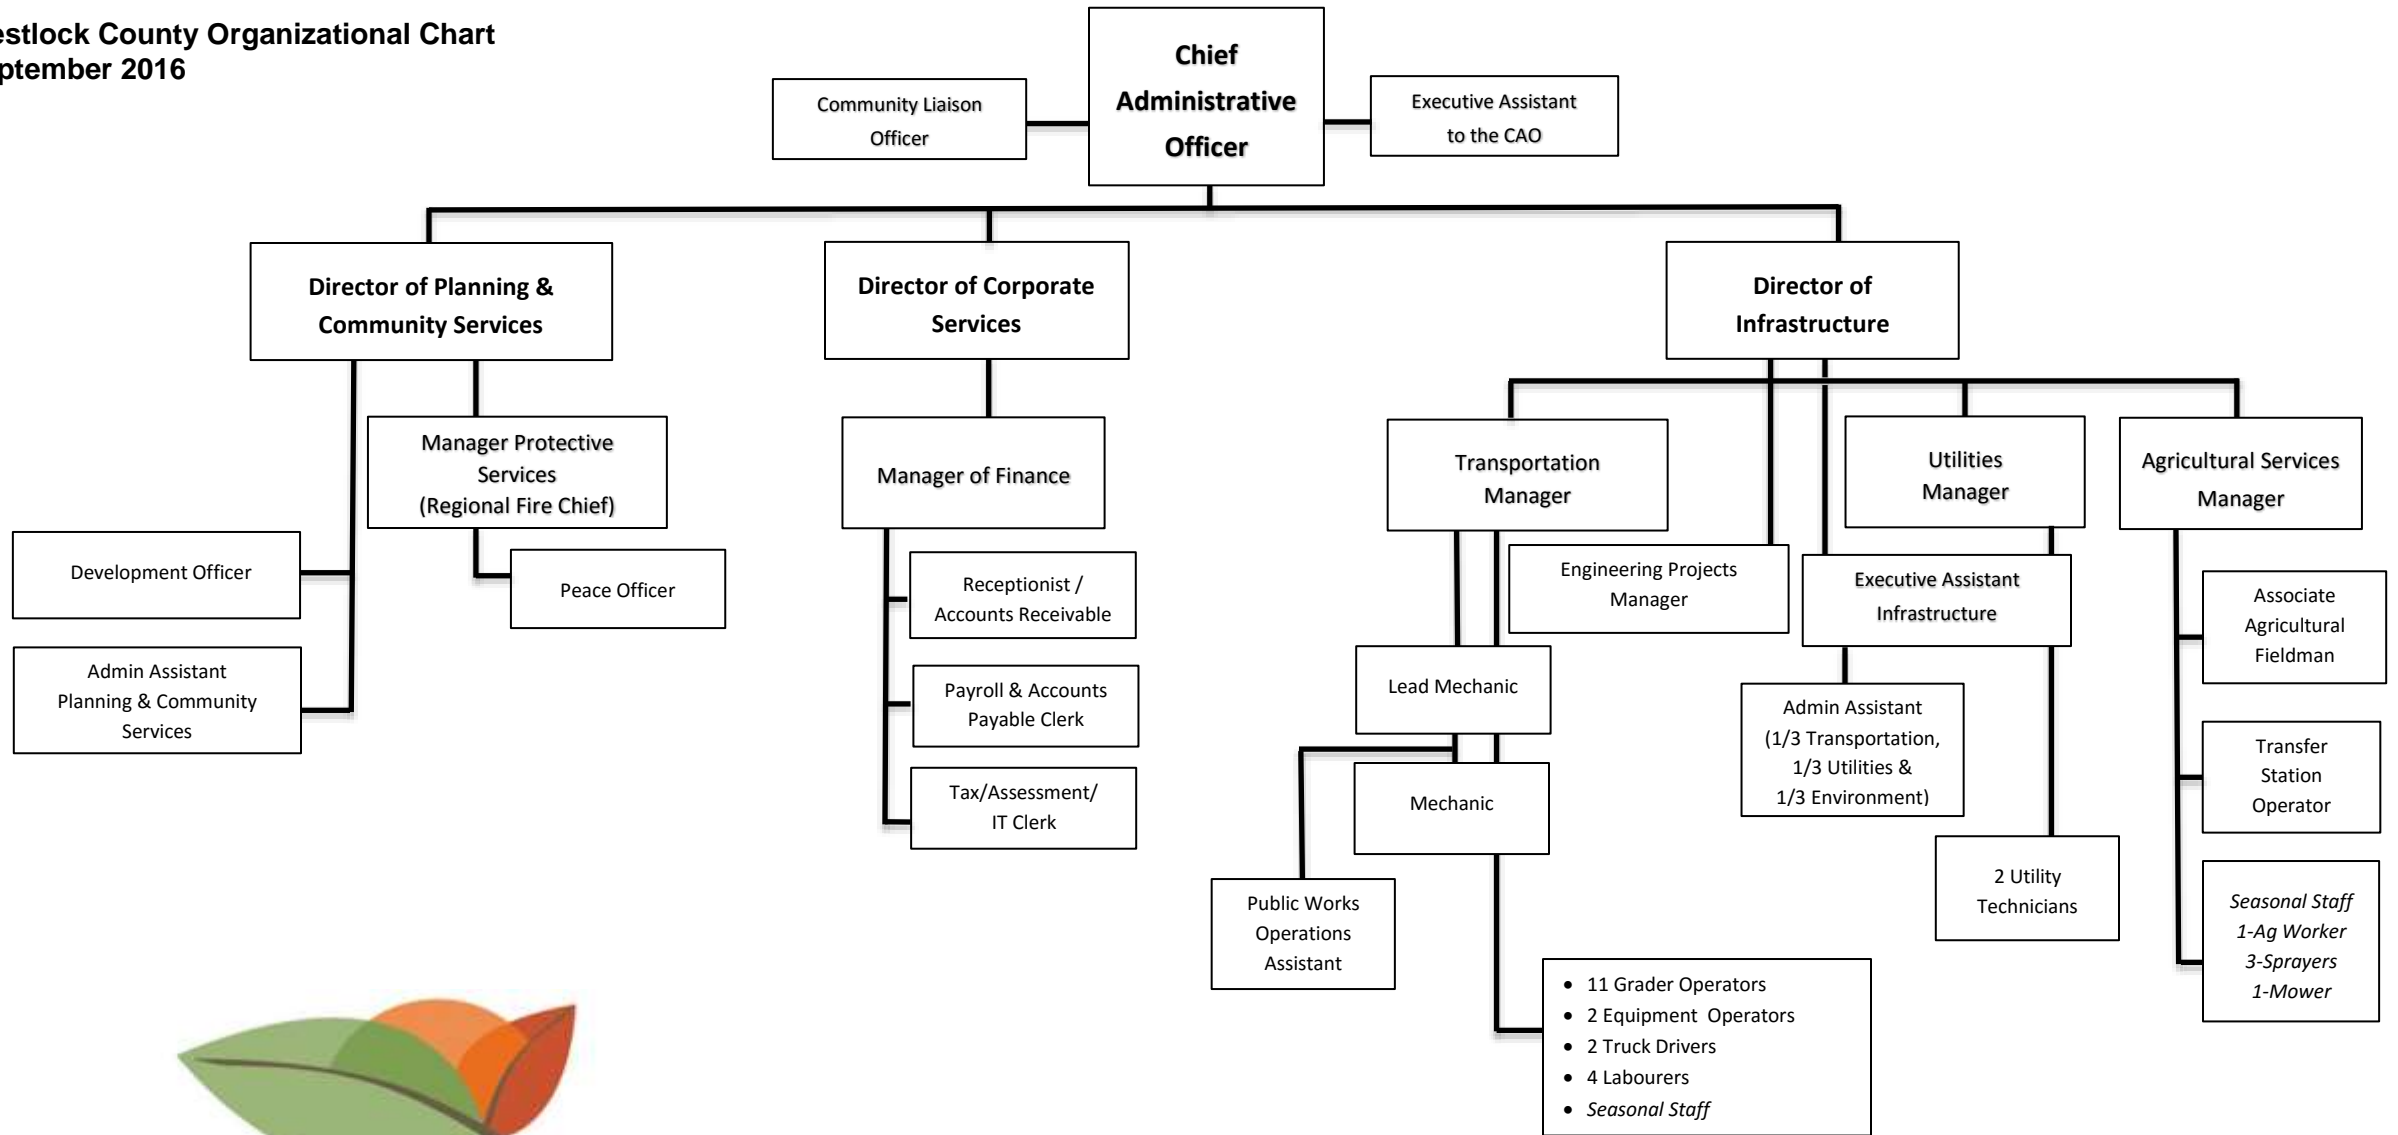 estlock County Organizational Chart
ptember 2016
Chief
Administrative
Officer
Community Liaison
Officer
Executive Assistant
to the CAO
Director of Planning &
Community Services
Director of Corporate
Services
Director of
Infrastructure
Manager Protective
Services
(Regional Fire Chief)
Development Officer
Peace Officer
Admin Assistant
Planning & Community
Services
Manager of Finance
Receptionist /
Accounts Receivable
Payroll & Accounts
Payable Clerk
Tax/Assessment/
IT Clerk
Transportation
Manager
Utilities
Manager
Agricultural Services
Manager
Engineering Projects
Manager
Executive Assistant
Infrastructure
Lead Mechanic
Mechanic
Public Works
Operations
Assistant
• 11 Grader Operators
• 2 Equipment Operators
• 2 Truck Drivers
• 4 Labourers
• Seasonal Staff
Admin Assistant
(1/3 Transportation,
1/3 Utilities &
1/3 Environment)
2 Utility
Technicians
Associate
Agricultural
Fieldman
Transfer
Station
Operator
Seasonal Staff
1-Ag Worker
3-Sprayers
1-Mower